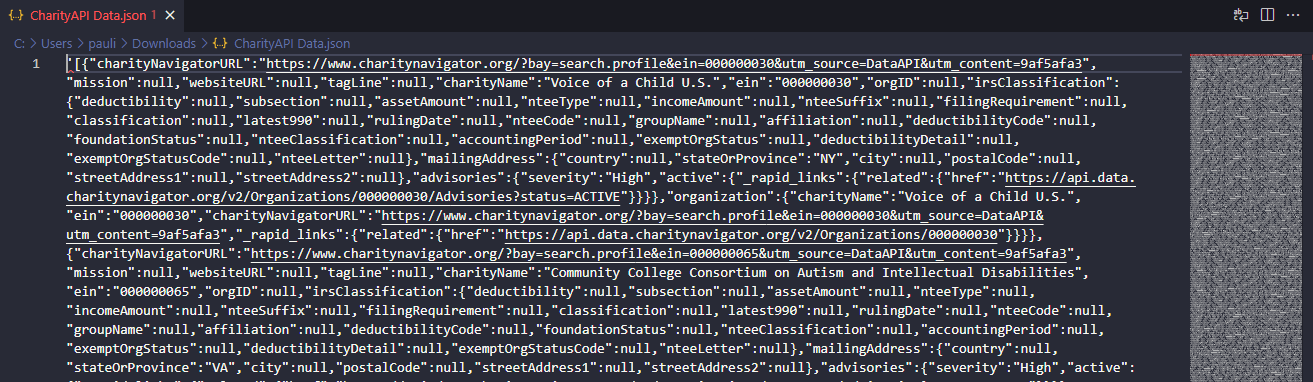 CharityAPI Data.json 1
C: > Users > pauli > Downloads > CharityAPI Data.json
1 '[{"charityNavigatorURL":"https://www.charitynavigator.org/?bay=search.profile&ein=000000030&utm_source=DataAPI&utm_content=9af5afa3",
"mission":null,"websiteURL":null,"tagLine":null,"charityName":"Voice of a Child U.S.","ein":"000000030","orgID":null,"irsClassification":
{"deductibility":null,"subsection":null,"assetAmount":null,"nteeType":null,"incomeAmount":null,"nteeSuffix":null,"filingRequirement":null,
"classification":null,"latest990":null,"rulingDate":null,"nteeCode":null,"groupName":null,"affiliation":null,"deductibilityCode":null,
"foundationStatus":null,"nteeClassification":null,"accountingPeriod":null,"exemptOrgStatus":null,"deductibilityDetail":null,
"exemptOrgStatusCode":null,"nteeLetter":null},"mailingAddress":{"country":null,"stateOrProvince":"NY","city":null,"postalCode":null,
"streetAddress1":null,"streetAddress2":null},"advisories":{"severity":"High","active":{"_rapid_links":{"related":{"href":"https://api.data.
charitynavigator.org/v2/Organizations/000000030/Advisories?status=ACTIVE"}}}},"organization":{"charityName":"Voice of a Child U.S.",
"ein":"000000030","charityNavigatorURL":"https://www.charitynavigator.org/?bay=search.profile&ein=000000030&utm_source=DataAPI&
utm_content=9af5afa3","_rapid_links":{"related":{"href":"https://api.data.charitynavigator.org/v2/Organizations/000000030"}}}},
{"charityNavigatorURL":"https://www.charitynavigator.org/?bay=search.profile&ein=000000065&utm_source=DataAPI&utm_content=9af5afa3",
"mission":null,"websiteURL":null,"tagLine":null,"charityName":"Community College Consortium on Autism and Intellectual Disabilities",
"ein":"000000065","orgID":null,"irsClassification":{"deductibility":null,"subsection":null,"assetAmount":null,"nteeType":null,
"incomeAmount":null,"nteeSuffix":null,"filingRequirement":null,"classification":null,"latest990":null,"rulingDate":null,"nteeCode":null,
"groupName":null,"affiliation":null,"deductibilityCode":null,"foundationStatus":null,"nteeClassification":null,"accountingPeriod":null,
"exemptOrgStatus":null,"deductibilityDetail":null,"exemptOrgStatusCode":null,"nteeLetter":null},"mailingAddress":{"country":null,
"stateOrProvince":"VA","city":null,"postalCode":null,"streetAddress1":null,"streetAddress2":null},"advisories":{"severity":"High","active":